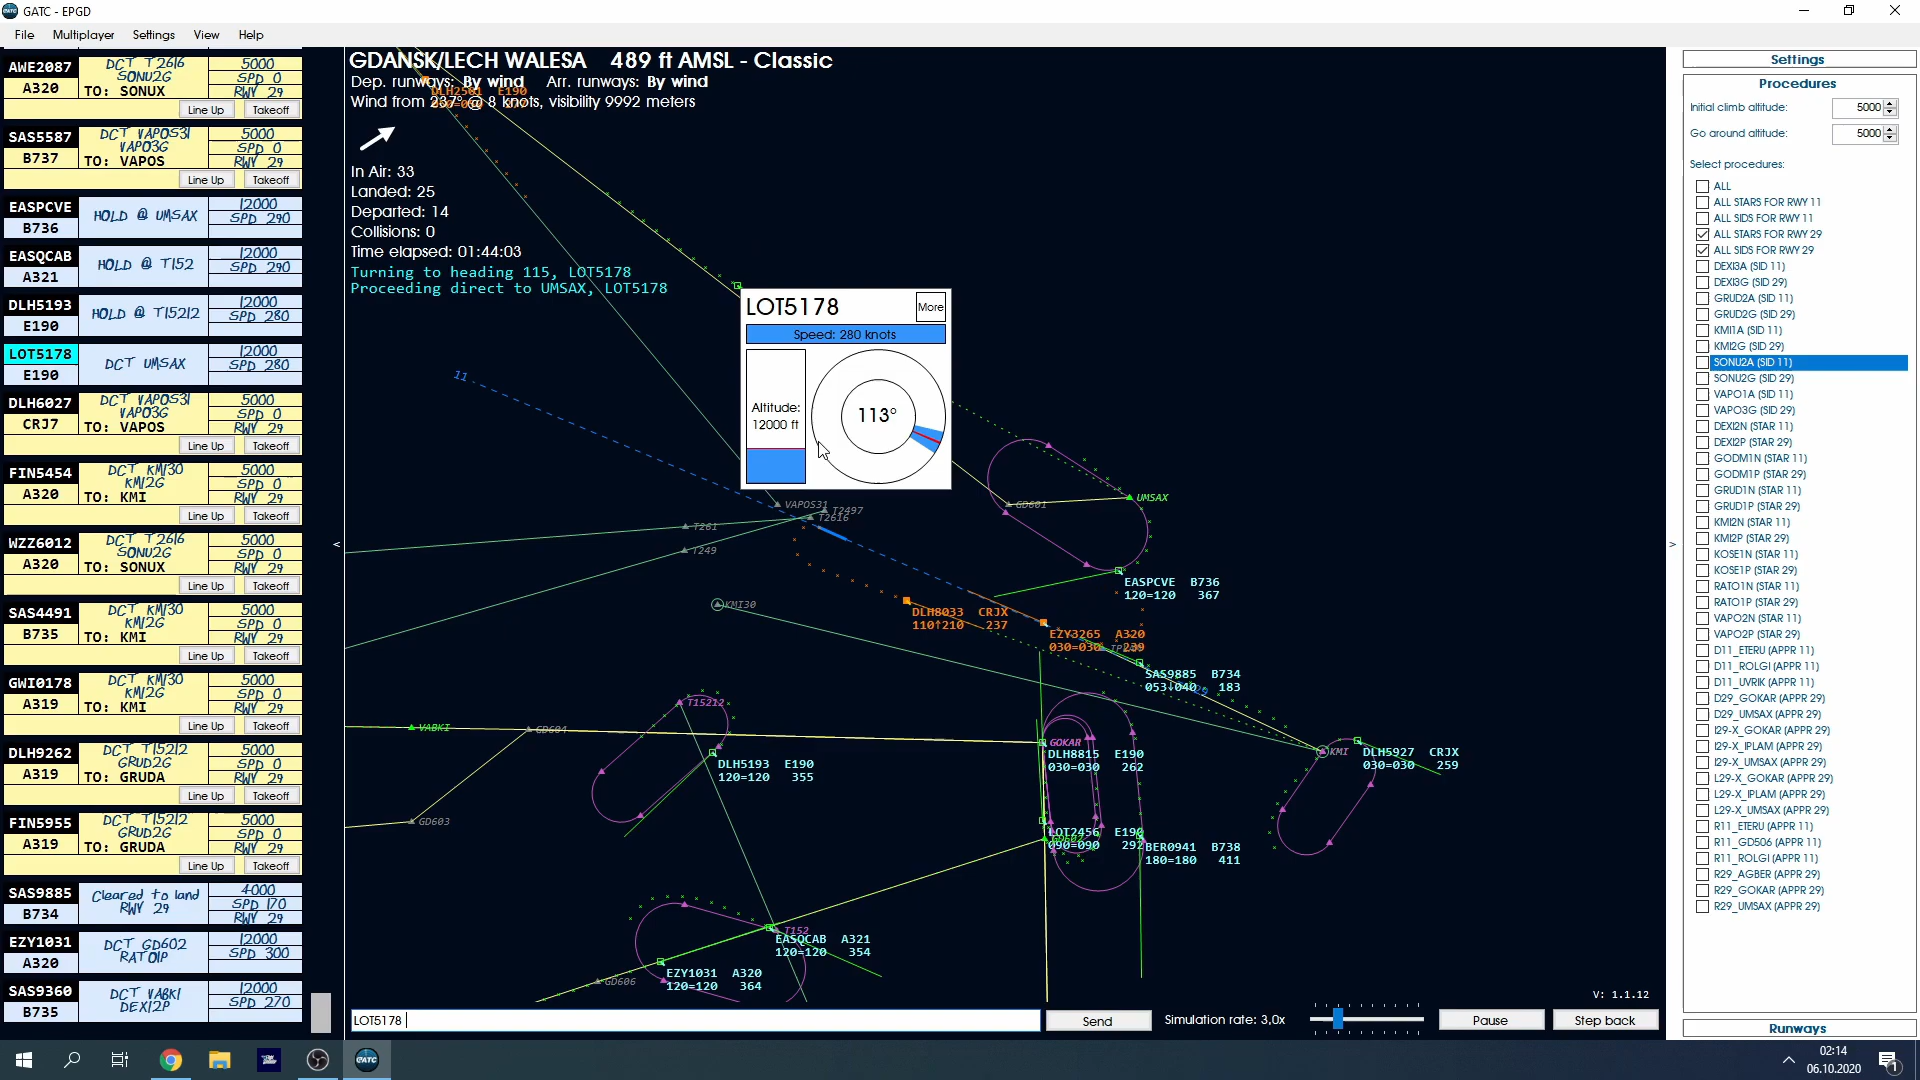 GATC - EPGD
File Multiplayer Settings View Help
AWE2087 DCT T2616 SONU2G 5000
A320 TO: SONUX SPD 0 RWY 29
Line Up Takeoff
SAS5587 DCT VAPOS31 VAPO3G 5000
B737 TO: VAPOS SPD 0 RWY 29
Line Up Takeoff
EASPCVE HOLD @ UMSAX 12000
B736 SPD 290
EASQCAB HOLD @ T152 12000
A321 SPD 290
DLH5193 HOLD @ T15212 12000
E190 SPD 280
LOT5178 DCT UMSAX 12000
E190 SPD 280
DLH6027 DCT VAPOS31 VAPO3G 5000
CRJ7 TO: VAPOS SPD 0 RWY 29
Line Up Takeoff
FIN5454 DCT KMI30 KMI2G 5000
A320 TO: KMI SPD 0 RWY 29
Line Up Takeoff
WZZ6012 DCT T2616 SONU2G 5000
A320 TO: SONUX SPD 0 RWY 29
Line Up Takeoff
SAS4491 DCT KMI30 KMI2G 5000
B735 TO: KMI SPD 0 RWY 29
Line Up Takeoff
GWI0178 DCT KMI30 KMI2G 5000
A319 TO: KMI SPD 0 RWY 29
Line Up Takeoff
DLH9262 DCT T15212 GRUD2G 5000
A319 TO: GRUDA SPD 0 RWY 29
Line Up Takeoff
FIN5955 DCT T15212 GRUD2G 5000
A319 TO: GRUDA SPD 0 RWY 29
Line Up Takeoff
SAS9885 Cleared to land RWY 29 4000
B734 SPD 170 RWY 29
EZY1031 DCT GD602 RATO1P 12000
A320 SPD 300
SAS9360 DCT VABKI DEXI2P 12000
B735 SPD 270
GDANSK/LECH WALESA 489 ft AMSL - Classic
Dep. runways: By wind Arr. runways: By wind
Wind from 237° @ 8 knots, visibility 9992 meters
DLH2581 E190
In Air: 33
Landed: 25
Departed: 14
Collisions: 0
Time elapsed: 01:44:03
Turning to heading 115, LOT5178
Proceeding direct to UMSAX, LOT5178
LOT5178 More
Speed: 280 knots
Altitude:
12000 ft
113°
11
VAPOS31
T2497
T2616
T261
T249
KMI30
GD601
UMSAX
EASPCVE B736
120=120 367
DLH8033 CRJX
110↑210 237
EZY3265 A320
030=030 239
SAS9885 B734
053↓040 183
T15212
VABKI
GD604
GOKAR
DLH8815 E190
030=030 262
KMI
DLH5927 CRJX
030=030 259
DLH5193 E190
120=120 355
GD603
LOT2456 E190
090=090 292
BER0941 B738
180=180 411
T152
EASQCAB A321
120=120 354
EZY1031 A320
120=120 364
GD606
V: 1.1.12
LOT5178
Send
Simulation rate: 3,0x
Pause
Step back
<
>
Settings
Procedures
Initial climb altitude: 5000
Go around altitude: 5000
Select procedures:
ALL
ALL STARS FOR RWY 11
ALL SIDS FOR RWY 11
ALL STARS FOR RWY 29
ALL SIDS FOR RWY 29
DEXI3A (SID 11)
DEXI3G (SID 29)
GRUD2A (SID 11)
GRUD2G (SID 29)
KMI1A (SID 11)
KMI2G (SID 29)
SONU2A (SID 11)
SONU2G (SID 29)
VAPO1A (SID 11)
VAPO3G (SID 29)
DEXI2N (STAR 11)
DEXI2P (STAR 29)
GODM1N (STAR 11)
GODM1P (STAR 29)
GRUD1N (STAR 11)
GRUD1P (STAR 29)
KMI2N (STAR 11)
KMI2P (STAR 29)
KOSE1N (STAR 11)
KOSE1P (STAR 29)
RATO1N (STAR 11)
RATO1P (STAR 29)
VAPO2N (STAR 11)
VAPO2P (STAR 29)
D11_ETERU (APPR 11)
D11_ROLGI (APPR 11)
D11_UVRIK (APPR 11)
D29_GOKAR (APPR 29)
D29_UMSAX (APPR 29)
I29-X_GOKAR (APPR 29)
I29-X_IPLAM (APPR 29)
I29-X_UMSAX (APPR 29)
L29-X_GOKAR (APPR 29)
L29-X_IPLAM (APPR 29)
L29-X_UMSAX (APPR 29)
R11_ETERU (APPR 11)
R11_GD506 (APPR 11)
R11_ROLGI (APPR 11)
R29_AGBER (APPR 29)
R29_GOKAR (APPR 29)
R29_UMSAX (APPR 29)
Runways
02:14
06.10.2020
1